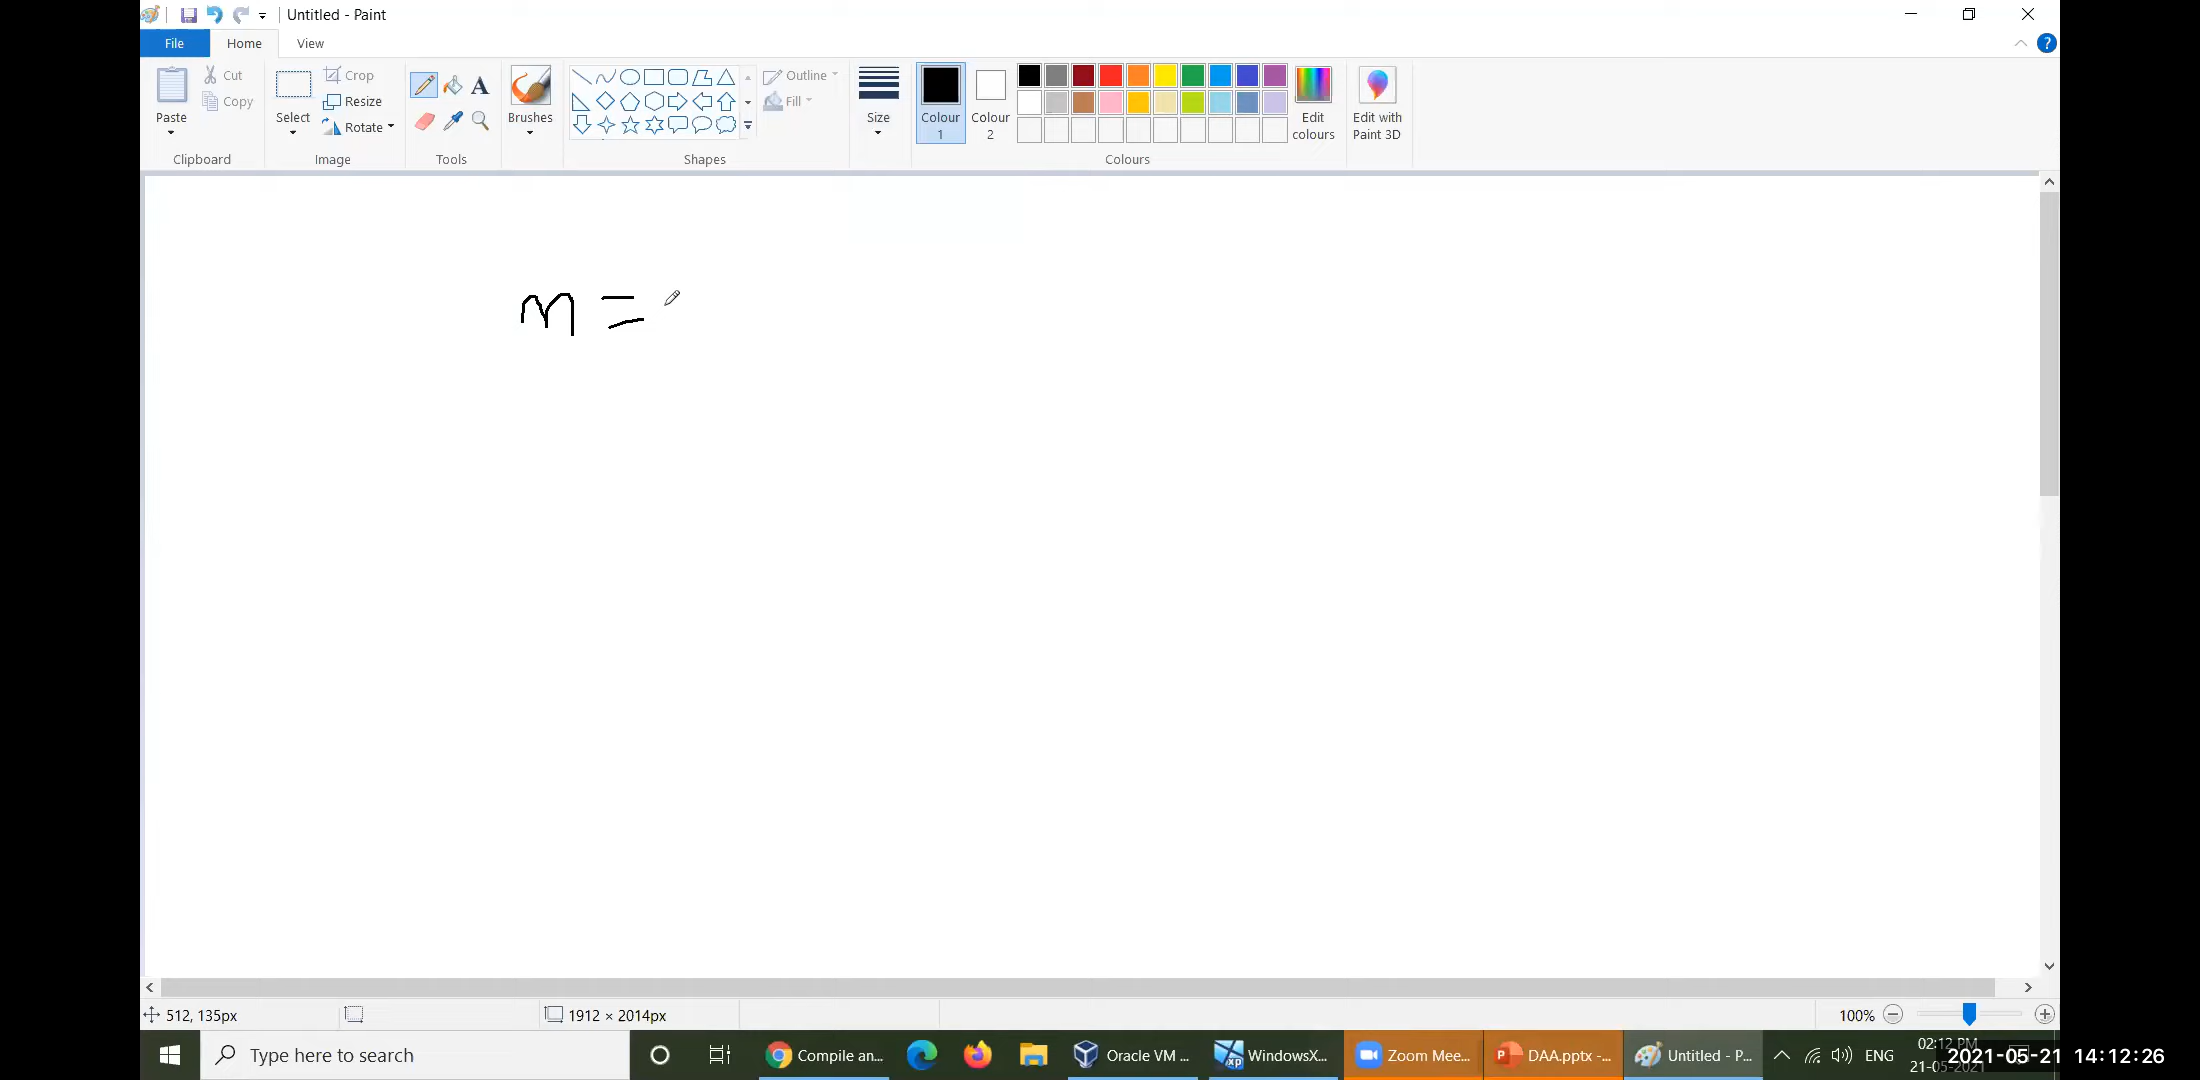 Untitled - Paint
File Home View
Paste Cut Copy Clipboard
Select Crop Resize Rotate Image
Tools
Brushes
Outline Fill Shapes
Size
Colour 1 Colour 2
Edit colours
Edit with Paint 3D
Colours
m =
512, 135px 1912 × 2014px 100%
Type here to search Compile an... Oracle VM ... WindowsX... Zoom Mee... DAA.pptx -... Untitled - P... ENG 02:12 PM
21-05-2021
2021-05-21 14:12:26